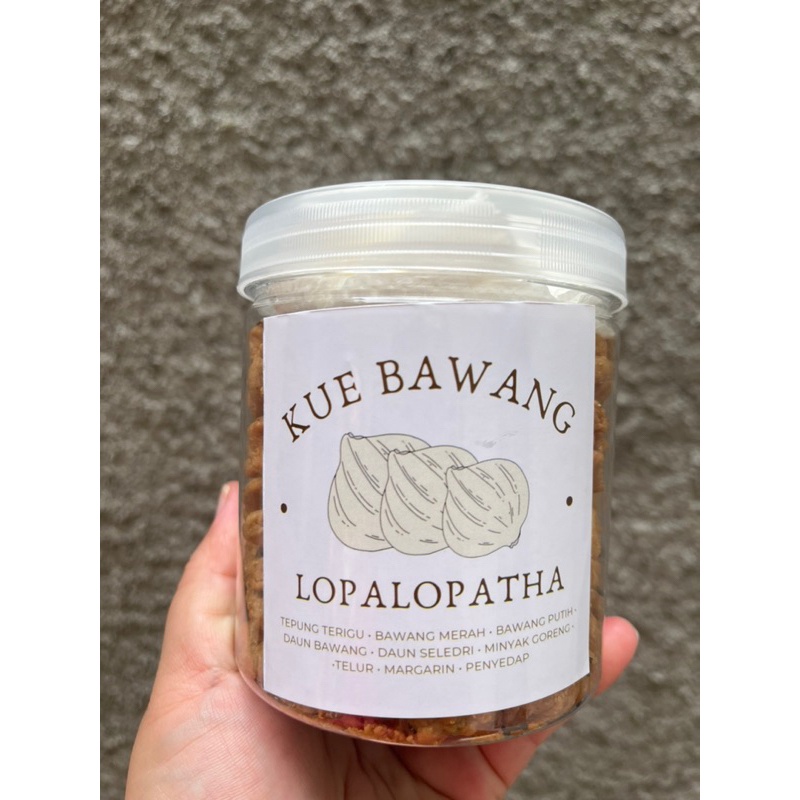 KUE BAWANG
LOPALOPATHA
TEPUNG TERIGU • BAWANG MERAH • BAWANG PUTIH •
DAUN BAWANG • DAUN SELEDRI • MINYAK GORENG •
•TELUR • MARGARIN • PENYEDAP